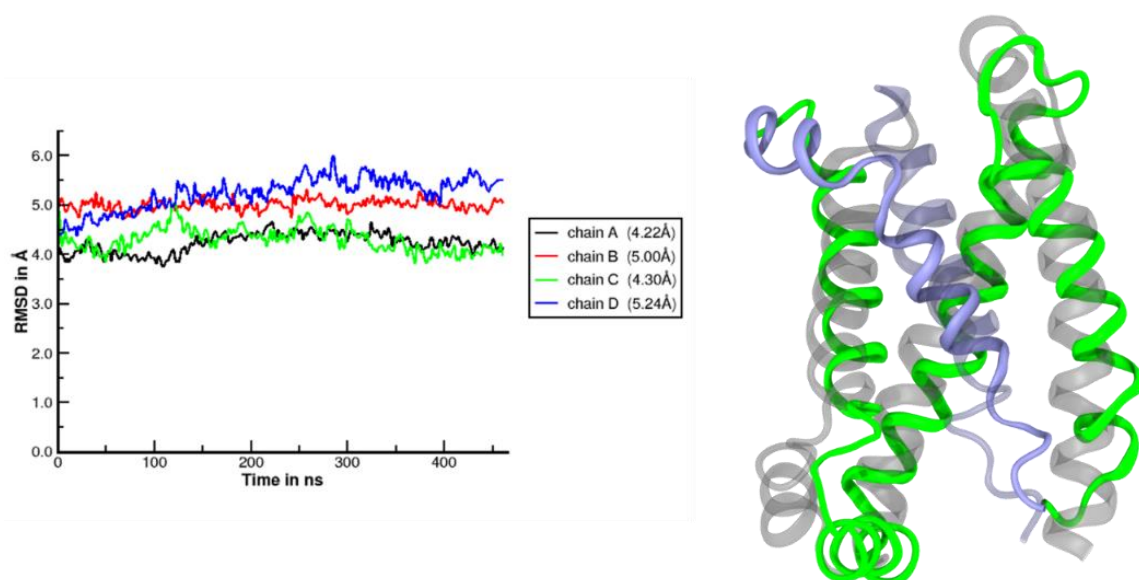 6.0
5.0
4.0
3.0
2.0
1.0
0.0
RMSD in Å
0 100 200 300 400
Time in ns
chain A (4.22Å)
chain B (5.00Å)
chain C (4.30Å)
chain D (5.24Å)